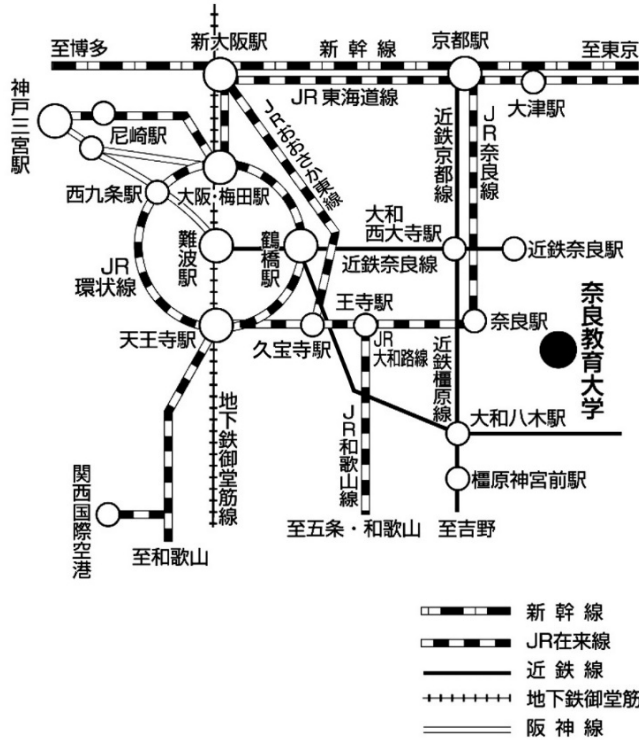 至博多
新大阪駅
新幹線
京都駅
至東京
JR東海道線
大津駅
神戸三宮駅
尼崎駅
JRおおさか東線
近鉄京都線
JR奈良線
西九条駅
大阪・梅田駅
大和
西大寺駅
難波駅
鶴橋駅
近鉄奈良線
近鉄奈良駅
JR
環状線
王寺駅
奈良駅
奈良教育大学
天王寺駅
久宝寺駅
JR
大和路線
近鉄橿原線
地下鉄御堂筋線
JR和歌山線
大和八木駅
関西国際空港
橿原神宮前駅
至和歌山
至五条・和歌山
至吉野
新幹線
JR在来線
近鉄線
地下鉄御堂筋
阪神線